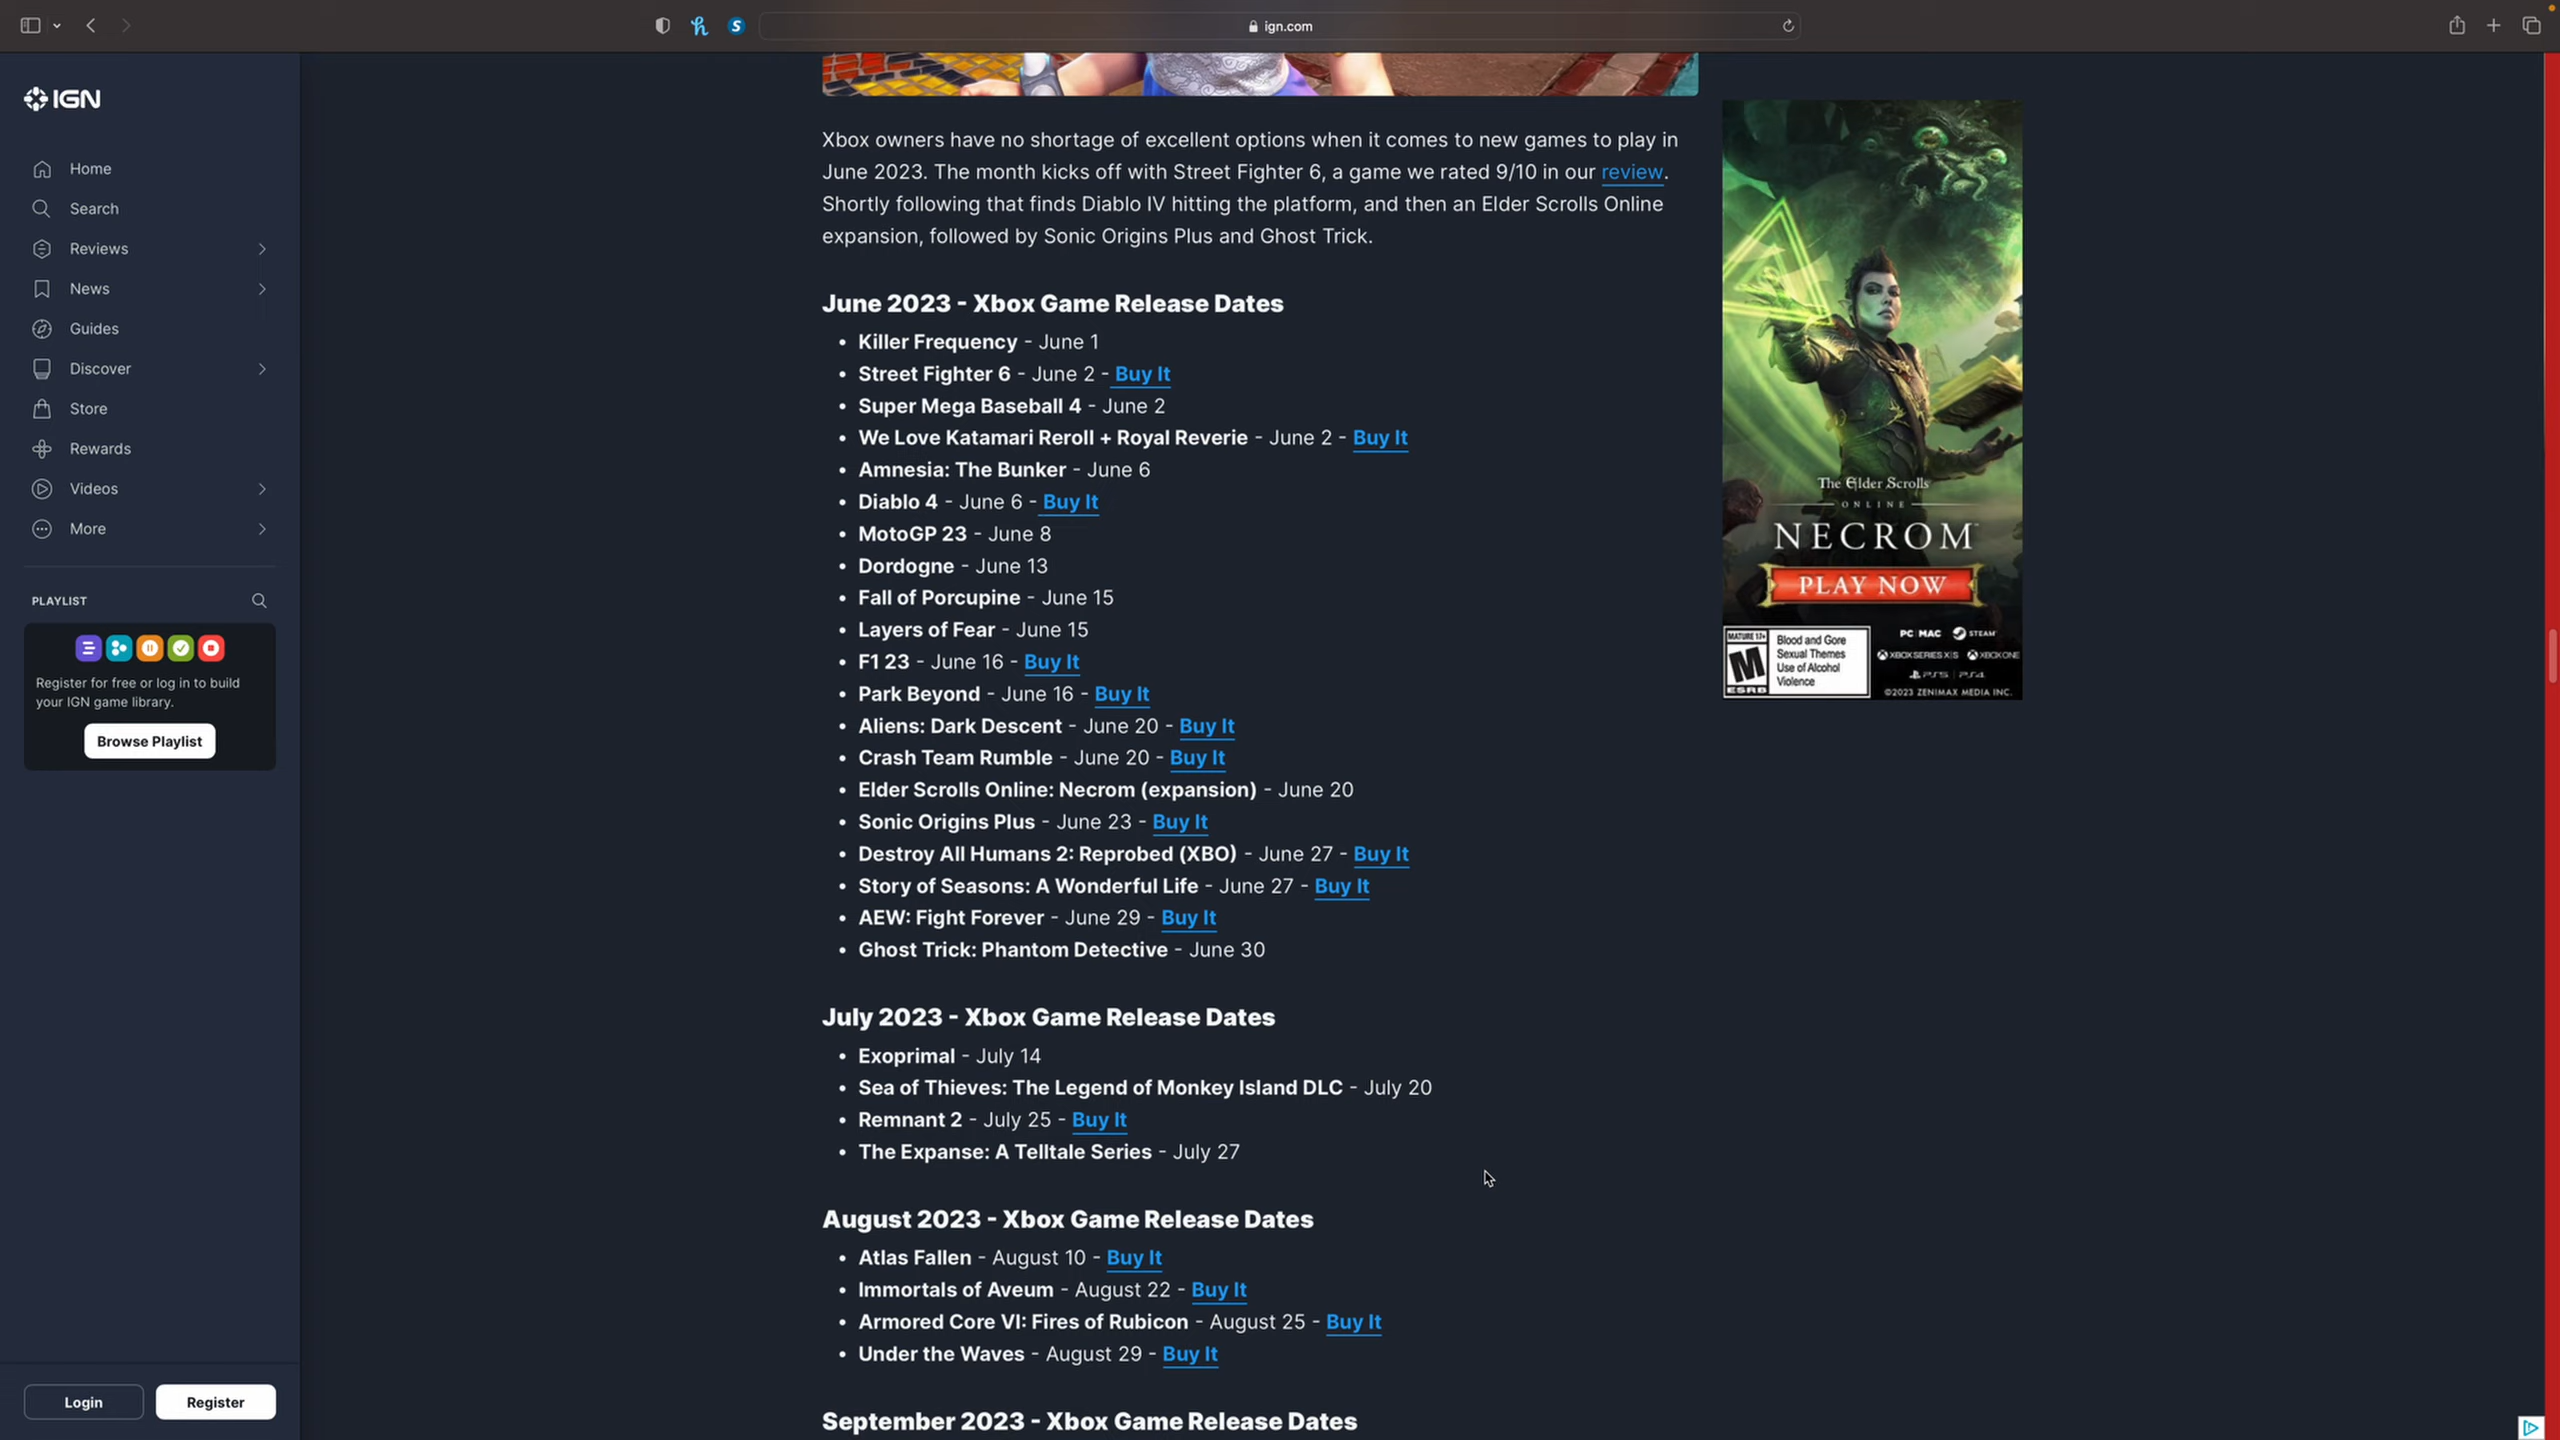 ign.com
IGN
Home
Search
Reviews
News
Guides
Discover
Store
Rewards
Videos
More
PLAYLIST
Register for free or log in to build
your IGN game library.
Browse Playlist
Login
Register
Xbox owners have no shortage of excellent options when it comes to new games to play in
June 2023. The month kicks off with Street Fighter 6, a game we rated 9/10 in our review.
Shortly following that finds Diablo IV hitting the platform, and then an Elder Scrolls Online
expansion, followed by Sonic Origins Plus and Ghost Trick.
June 2023 - Xbox Game Release Dates
• Killer Frequency - June 1
• Street Fighter 6 - June 2 - Buy It
• Super Mega Baseball 4 - June 2
• We Love Katamari Reroll + Royal Reverie - June 2 - Buy It
• Amnesia: The Bunker - June 6
• Diablo 4 - June 6 - Buy It
• MotoGP 23 - June 8
• Dordogne - June 13
• Fall of Porcupine - June 15
• Layers of Fear - June 15
• F1 23 - June 16 - Buy It
• Park Beyond - June 16 - Buy It
• Aliens: Dark Descent - June 20 - Buy It
• Crash Team Rumble - June 20 - Buy It
• Elder Scrolls Online: Necrom (expansion) - June 20
• Sonic Origins Plus - June 23 - Buy It
• Destroy All Humans 2: Reprobed (XBO) - June 27 - Buy It
• Story of Seasons: A Wonderful Life - June 27 - Buy It
• AEW: Fight Forever - June 29 - Buy It
• Ghost Trick: Phantom Detective - June 30
July 2023 - Xbox Game Release Dates
• Exoprimal - July 14
• Sea of Thieves: The Legend of Monkey Island DLC - July 20
• Remnant 2 - July 25 - Buy It
• The Expanse: A Telltale Series - July 27
August 2023 - Xbox Game Release Dates
• Atlas Fallen - August 10 - Buy It
• Immortals of Aveum - August 22 - Buy It
• Armored Core VI: Fires of Rubicon - August 25 - Buy It
• Under the Waves - August 29 - Buy It
September 2023 - Xbox Game Release Dates
The Elder Scrolls
ONLINE
NECROM
PLAY NOW
MATURE 17+
M
ESRB
Blood and Gore
Sexual Themes
Use of Alcohol
Violence
PC | MAC STEAM
XBOX SERIES X|S XBOX ONE
PS5 | PS4
©2023 ZENIMAX MEDIA INC.